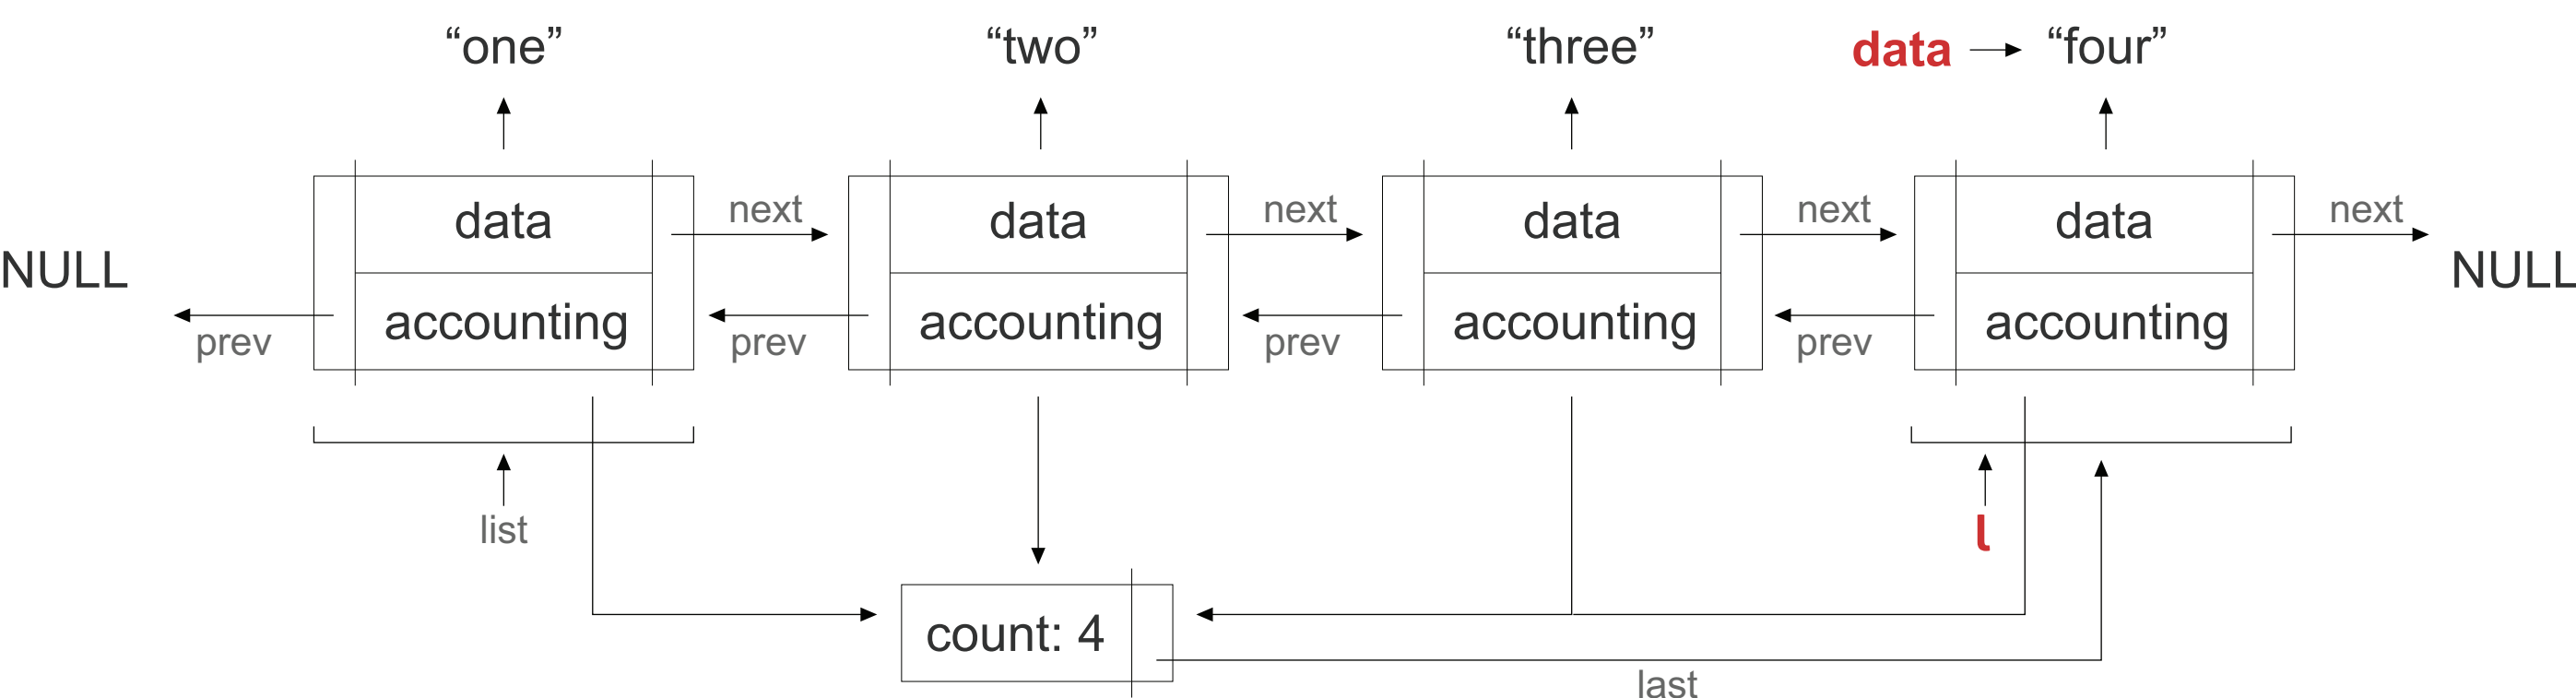 “one”
“two”
“three”
data
“four”
data
next
data
next
data
next
data
next
NULL
NULL
accounting
accounting
accounting
accounting
prev
prev
prev
prev
list
l
count: 4
last